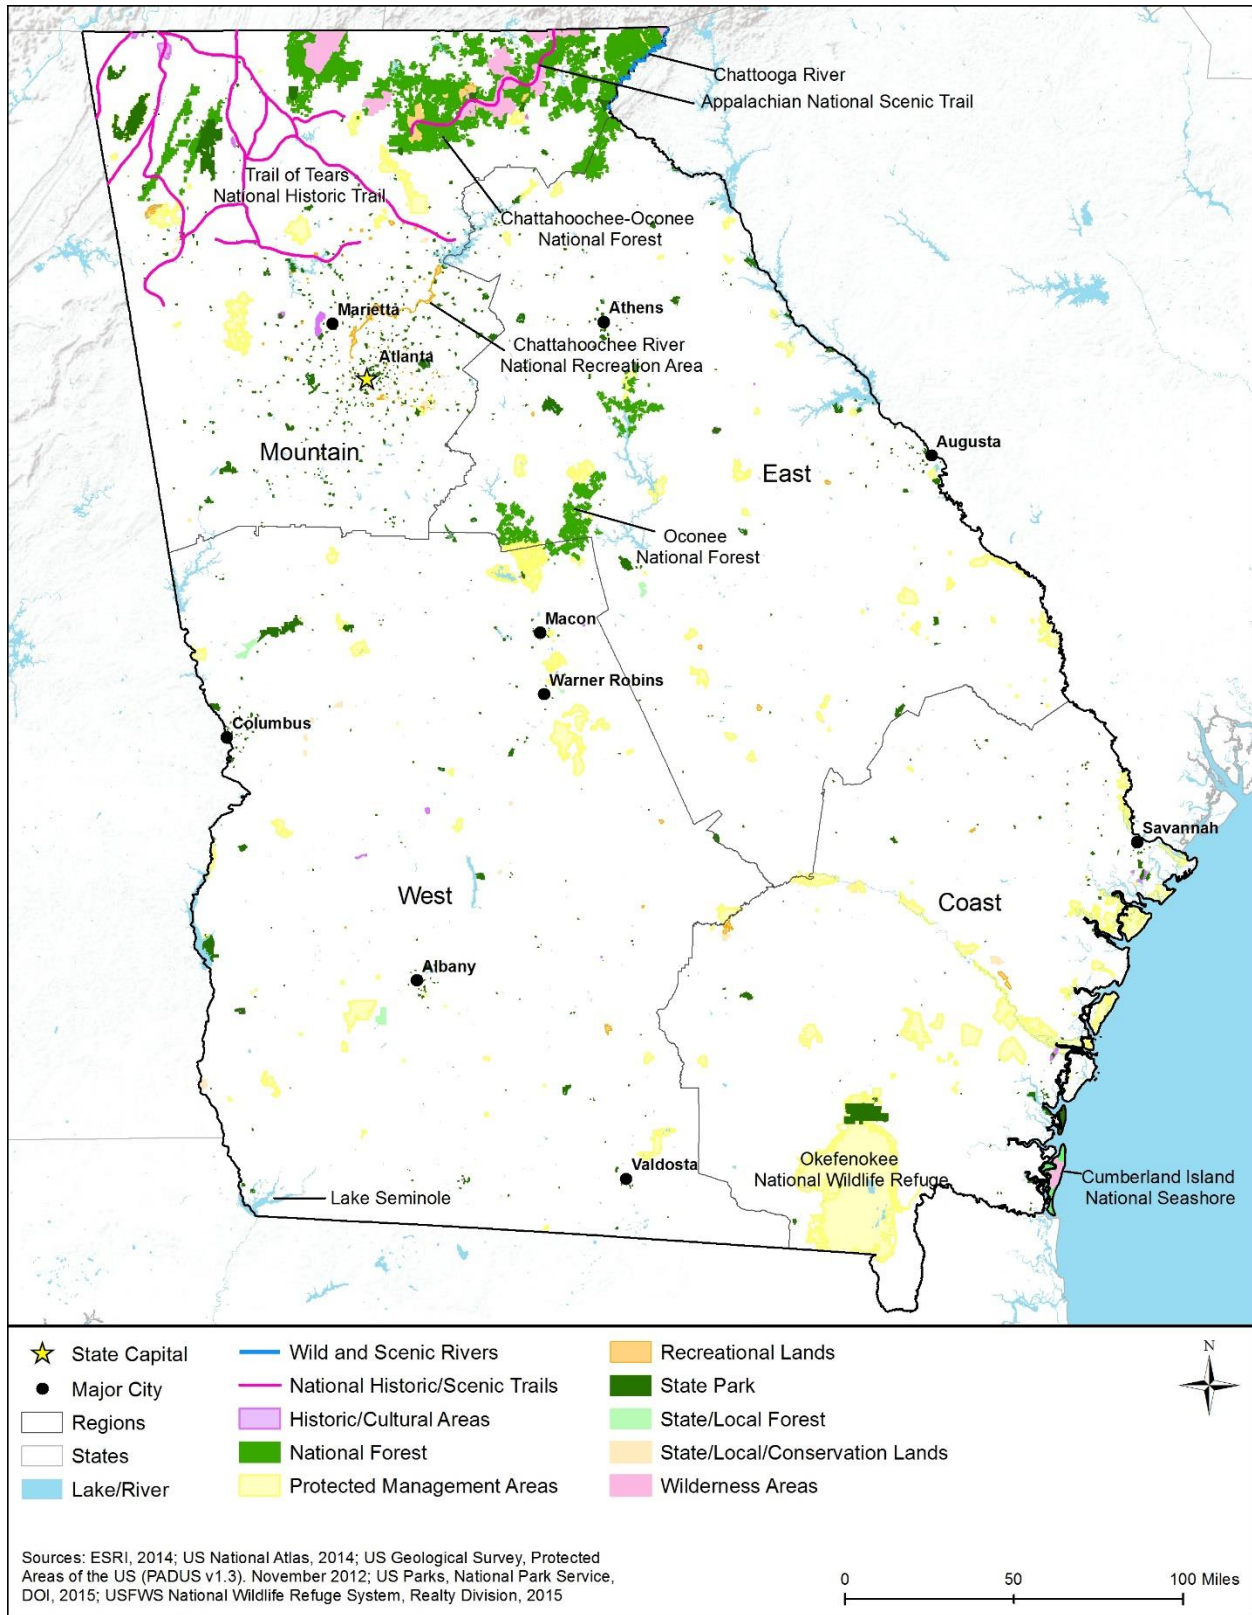 Chattooga River
Appalachian National Scenic Trail
Trail of Tears
National Historic Trail
Chattahoochee-Oconee
National Forest
Marietta
Athens
Chattahoochee River
National Recreation Area
Atlanta
Mountain
East
Augusta
Oconee
National Forest
Macon
Warner Robins
Columbus
Savannah
West
Coast
Albany
Okefenokee
National Wildlife Refuge
Valdosta
Cumberland Island
National Seashore
Lake Seminole
State Capital
Major City
Regions
States
Lake/River
Wild and Scenic Rivers
National Historic/Scenic Trails
Historic/Cultural Areas
National Forest
Protected Management Areas
Recreational Lands
State Park
State/Local Forest
State/Local/Conservation Lands
Wilderness Areas
N
Sources: ESRI, 2014; US National Atlas, 2014; US Geological Survey, Protected
Areas of the US (PADUS v1.3). November 2012; US Parks, National Park Service,
DOI, 2015; USFWS National Wildlife Refuge System, Realty Division, 2015
0 50 100 Miles